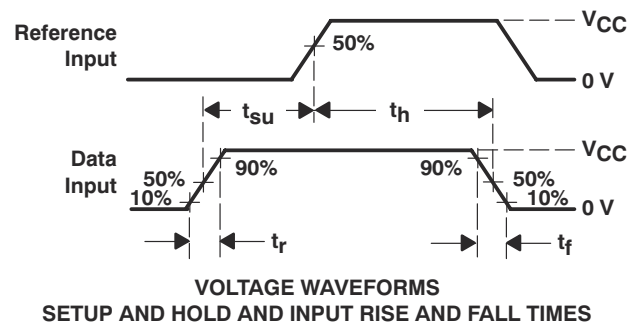 Reference
Input
50%
VCC
0 V
tsu
th
Data
Input
50%
10%
90%
90%
50%
10%
VCC
0 V
tr
tf
VOLTAGE WAVEFORMS
SETUP AND HOLD AND INPUT RISE AND FALL TIMES